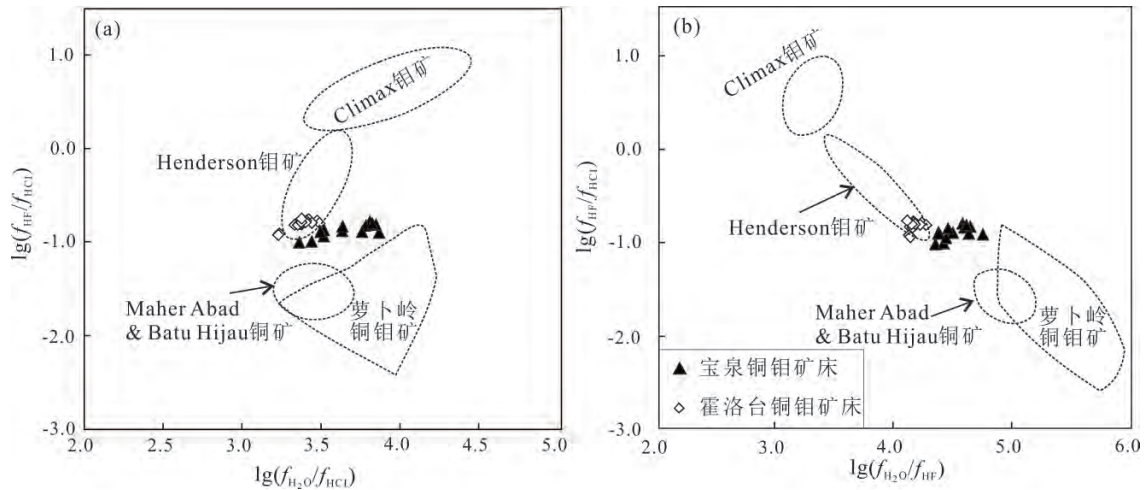 (a)
1.0
0.0
-1.0
-2.0
-3.0
lg(fHF/fHCl)
Climax钼矿
Henderson钼矿
Maher Abad
& Batu Hijau铜矿
萝卜岭
铜钼矿
2.0
2.5
3.0
3.5
4.0
4.5
5.0
lg(fH₂O/fHCl)
(b)
1.0
0.0
-1.0
-2.0
-3.0
lg(fHF/fHCl)
Climax钼矿
Henderson钼矿
Maher Abad
& Batu Hijau铜矿
萝卜岭
铜钼矿
宝泉铜钼矿床
霍洛台铜钼矿床
2.0
3.0
4.0
5.0
6.0
lg(fH₂O/fHF)